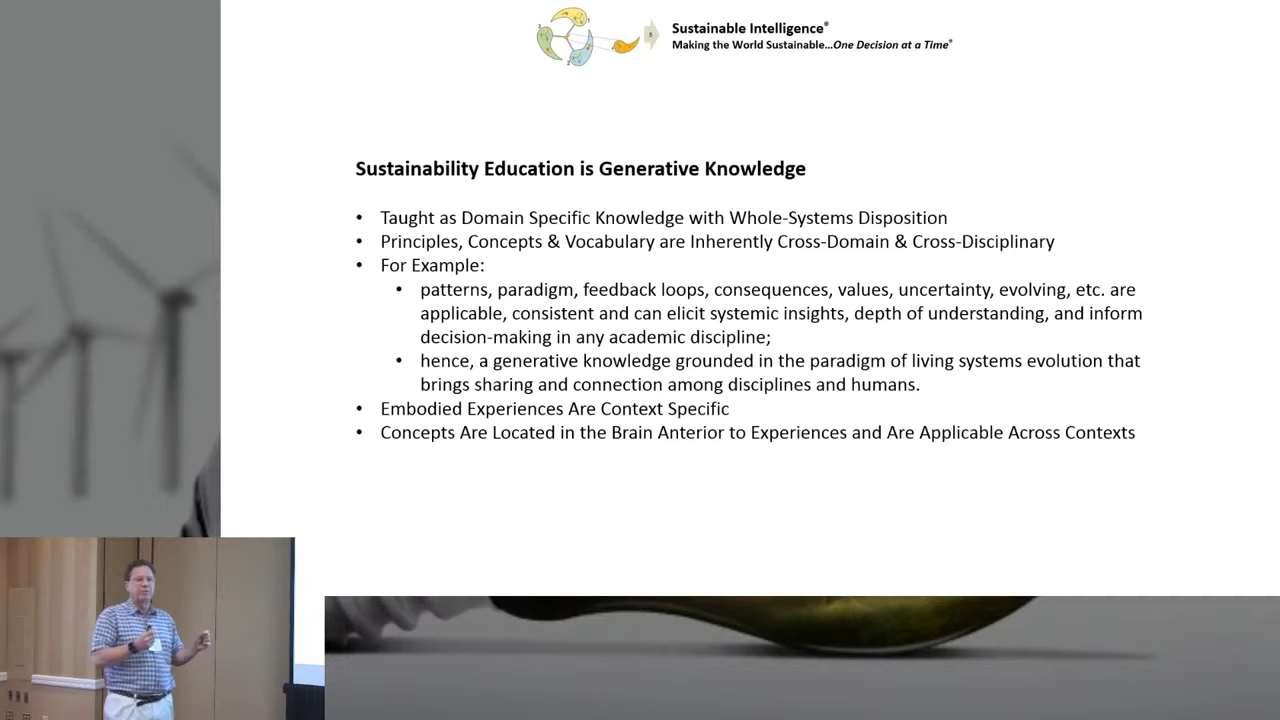 Sustainable Intelligence®
Making the World Sustainable...One Decision at a Time®
3
1
2
5
Sustainability Education is Generative Knowledge
• Taught as Domain Specific Knowledge with Whole-Systems Disposition
• Principles, Concepts & Vocabulary are Inherently Cross-Domain & Cross-Disciplinary
• For Example:
• patterns, paradigm, feedback loops, consequences, values, uncertainty, evolving, etc. are
applicable, consistent and can elicit systemic insights, depth of understanding, and inform
decision-making in any academic discipline;
• hence, a generative knowledge grounded in the paradigm of living systems evolution that
brings sharing and connection among disciplines and humans.
• Embodied Experiences Are Context Specific
• Concepts Are Located in the Brain Anterior to Experiences and Are Applicable Across Contexts